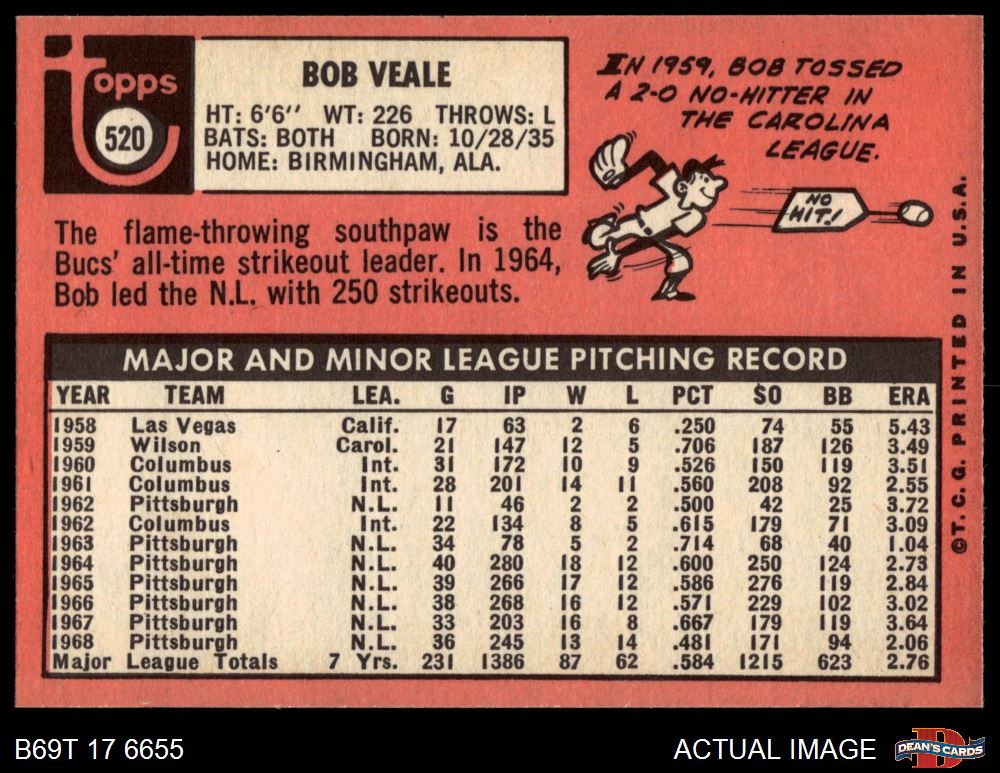 topps
520
BOB VEALE
HT: 6'6'' WT: 226 THROWS: L
BATS: BOTH BORN: 10/28/35
HOME: BIRMINGHAM, ALA.
IN 1959, BOB TOSSED
A 2-0 NO-HITTER IN
THE CAROLINA
LEAGUE.
NO
HIT!
The flame-throwing southpaw is the
Bucs' all-time strikeout leader. In 1964,
Bob led the N.L. with 250 strikeouts.
MAJOR AND MINOR LEAGUE PITCHING RECORD
YEAR TEAM LEA. G IP W L PCT SO BB ERA
1958 Las Vegas Calif. 17 63 2 6 .250 74 55 5.43
1959 Wilson Carol. 21 147 12 5 .706 187 126 3.49
1960 Columbus Int. 31 172 10 9 .526 150 119 3.51
1961 Columbus Int. 28 201 14 11 .560 208 92 2.55
1962 Pittsburgh N.L. 11 46 2 2 .500 42 25 3.72
1962 Columbus Int. 22 134 8 5 .615 179 71 3.09
1963 Pittsburgh N.L. 34 78 5 2 .714 68 40 1.04
1964 Pittsburgh N.L. 40 280 18 12 .600 250 124 2.73
1965 Pittsburgh N.L. 39 266 17 12 .586 276 119 2.84
1966 Pittsburgh N.L. 38 268 16 12 .571 229 102 3.02
1967 Pittsburgh N.L. 33 203 16 8 .667 179 119 3.64
1968 Pittsburgh N.L. 36 245 13 14 .481 171 94 2.06
Major League Totals 7 Yrs. 231 1386 87 62 .584 1215 623 2.76
©T.C.G. PRINTED IN U.S.A.
B69T 17 6655
ACTUAL IMAGE
D
DEAN'S CARDS